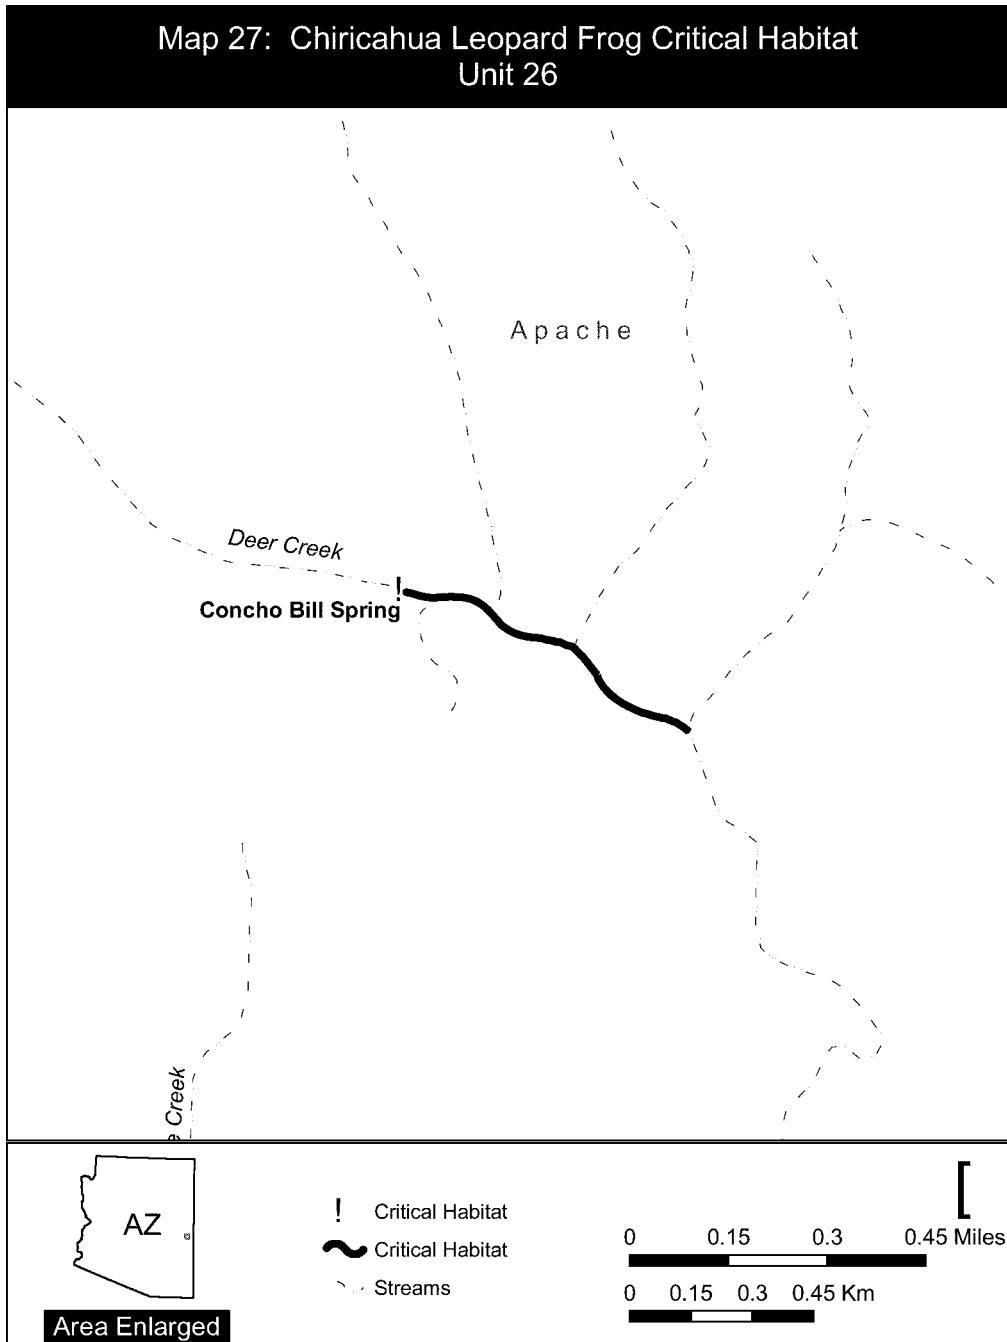 Map 27: Chiricahua Leopard Frog Critical Habitat
Unit 26
Apache
Deer Creek
!
Concho Bill Spring
e Creek
AZ
Area Enlarged
! Critical Habitat
Critical Habitat
Streams
[
0 0.15 0.3 0.45 Miles
0 0.15 0.3 0.45 Km